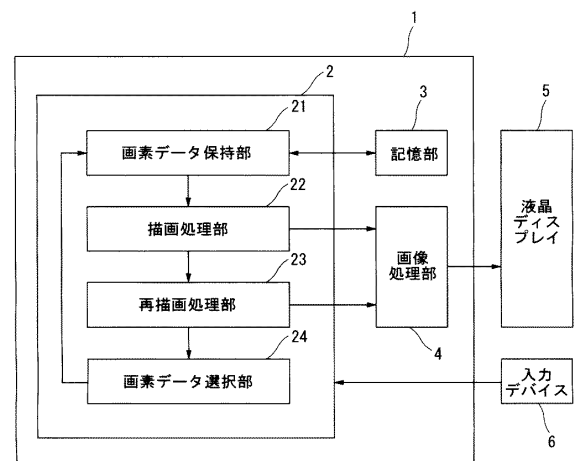 1
2
21
3
5
画素データ保持部
記憶部
22
描画処理部
液晶
ディス
プレイ
画像
処理部
23
再描画処理部
24
4
画素データ選択部
入力
デバイス
6